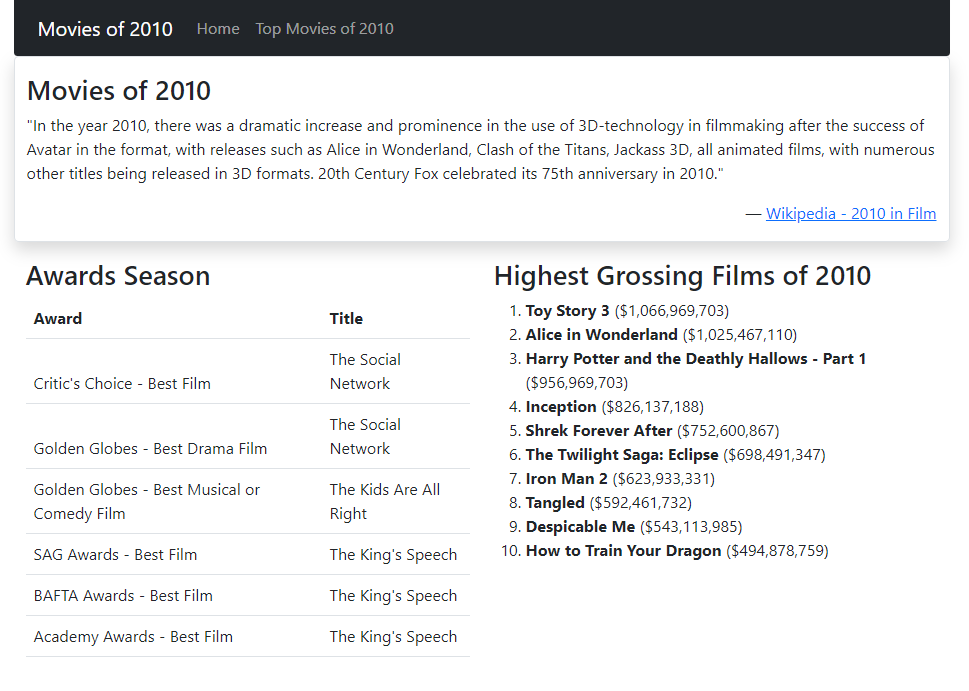 Movies of 2010 Home Top Movies of 2010
Movies of 2010
"In the year 2010, there was a dramatic increase and prominence in the use of 3D-technology in filmmaking after the success of
Avatar in the format, with releases such as Alice in Wonderland, Clash of the Titans, Jackass 3D, all animated films, with numerous
other titles being released in 3D formats. 20th Century Fox celebrated its 75th anniversary in 2010."
— Wikipedia - 2010 in Film
Awards Season
Award Title
The Social
Critic's Choice - Best Film Network
The Social
Golden Globes - Best Drama Film Network
Golden Globes - Best Musical or The Kids Are All
Comedy Film Right
SAG Awards - Best Film The King's Speech
BAFTA Awards - Best Film The King's Speech
Academy Awards - Best Film The King's Speech
Highest Grossing Films of 2010
1. Toy Story 3 ($1,066,969,703)
2. Alice in Wonderland ($1,025,467,110)
3. Harry Potter and the Deathly Hallows - Part 1
($956,969,703)
4. Inception ($826,137,188)
5. Shrek Forever After ($752,600,867)
6. The Twilight Saga: Eclipse ($698,491,347)
7. Iron Man 2 ($623,933,331)
8. Tangled ($592,461,732)
9. Despicable Me ($543,113,985)
10. How to Train Your Dragon ($494,878,759)